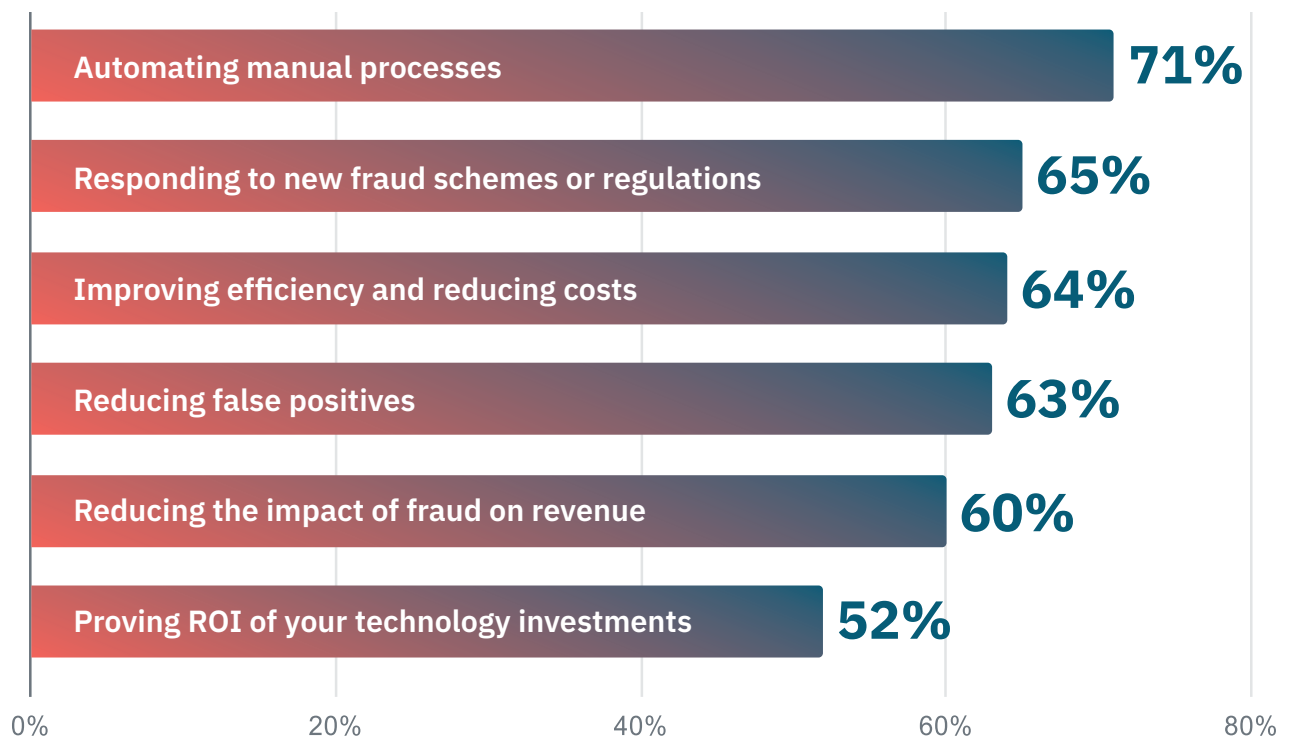 Automating manual processes 71%
Responding to new fraud schemes or regulations 65%
Improving efficiency and reducing costs 64%
Reducing false positives 63%
Reducing the impact of fraud on revenue 60%
Proving ROI of your technology investments 52%
0% 20% 40% 60% 80%